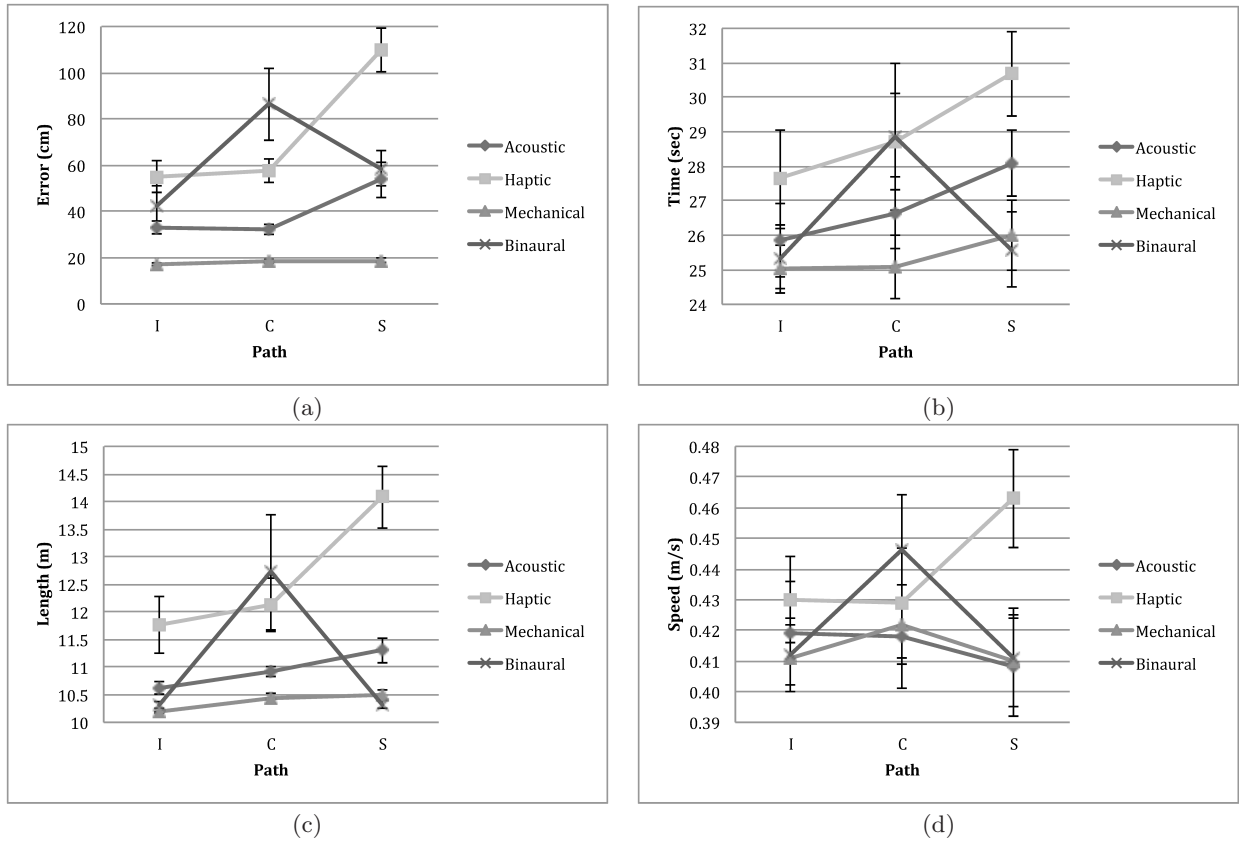 120
100
80
60
40
20
0
Error (cm)
I C S
Path
Acoustic
Haptic
Mechanical
Binaural
(a)
32
31
30
29
28
27
26
25
24
Time (sec)
I C S
Path
Acoustic
Haptic
Mechanical
Binaural
(b)
15
14.5
14
13.5
13
12.5
12
11.5
11
10.5
10
Length (m)
I C S
Path
Acoustic
Haptic
Mechanical
Binaural
(c)
0.48
0.47
0.46
0.45
0.44
0.43
0.42
0.41
0.40
0.39
Speed (m/s)
I C S
Path
Acoustic
Haptic
Mechanical
Binaural
(d)